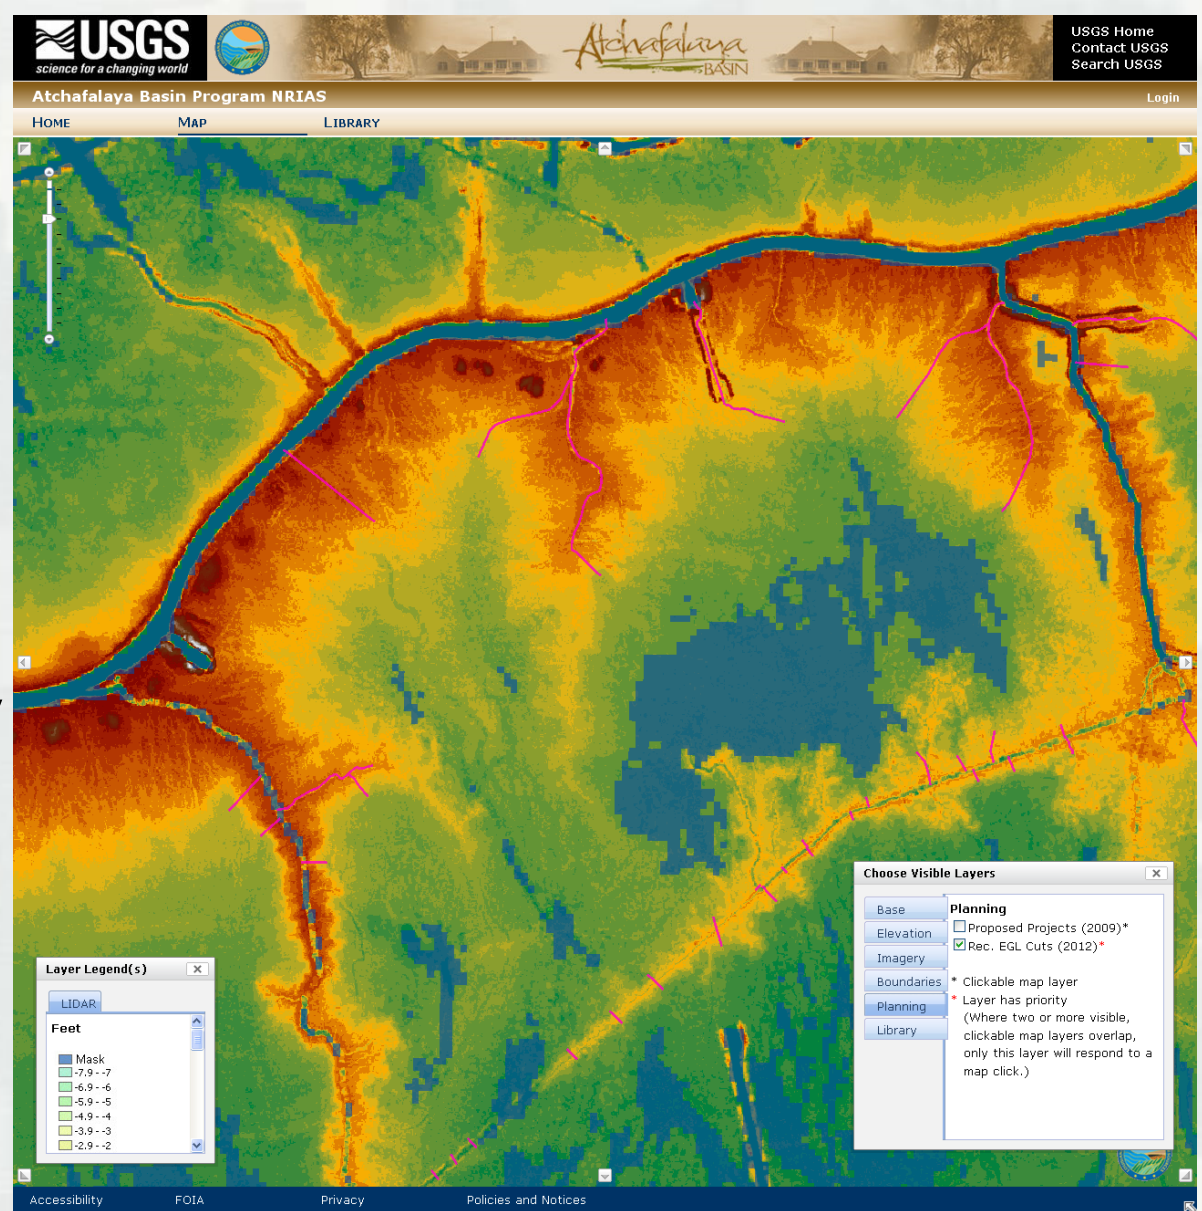 USGS
science for a changing world
Atchafalaya
BASIN
USGS Home
Contact USGS
Search USGS
Atchafalaya Basin Program NRIAS
Login
HOME
MAP
LIBRARY
Choose Visible Layers
Base
Elevation
Imagery
Boundaries
Planning
Library
Planning
Proposed Projects (2009)*
Rec. EGL Cuts (2012)*
* Clickable map layer
* Layer has priority
(Where two or more visible,
clickable map layers overlap,
only this layer will respond to a
map click.)
Layer Legend(s)
LIDAR
Feet
Mask
-7.9 - -7
-6.9 - -6
-5.9 - -5
-4.9 - -4
-3.9 - -3
-2.9 - -2
Accessibility
FOIA
Privacy
Policies and Notices